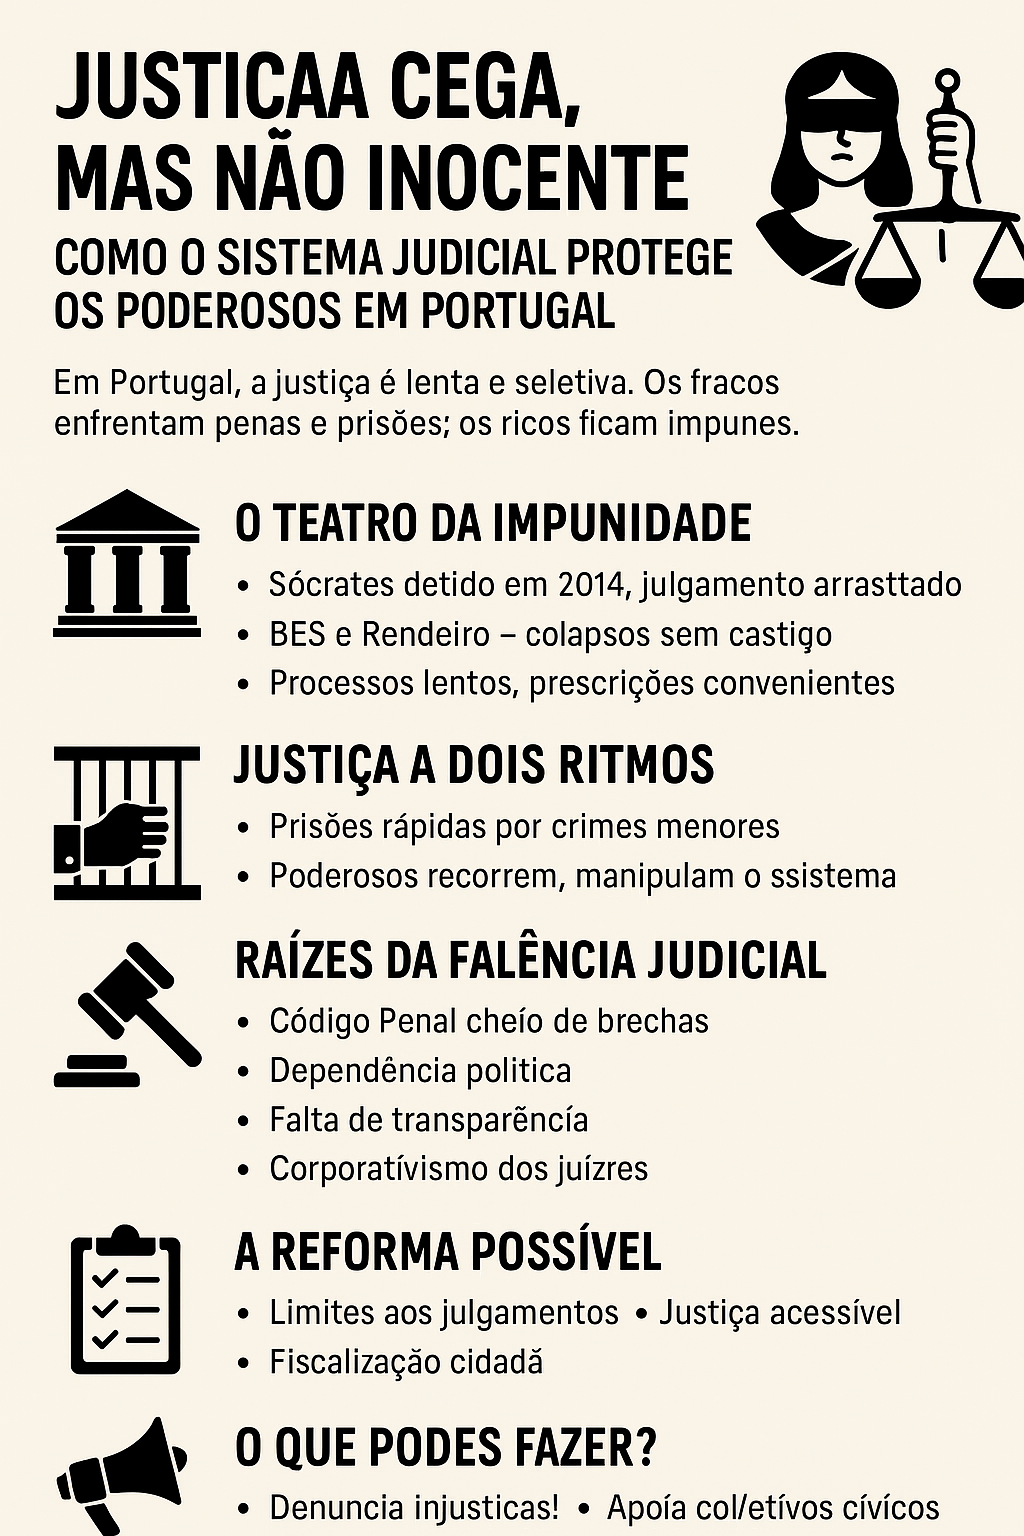 JUSTICAA CEGA,
MAS NÃO INOCENTE
COMO O SISTEMA JUDICIAL PROTEGE
OS PODEROSOS EM PORTUGAL
Em Portugal, a justiça é lenta e seletiva. Os fracos
enfrentam penas e prisões; os ricos ficam impunes.
O TEATRO DA IMPUNIDADE
• Sócrates detido em 2014, julgamento arrasttado
• BES e Rendeiro – colapsos sem castigo
• Processos lentos, prescrições convenientes
JUSTIÇA A DOIS RITMOS
• Prisões rápidas por crimes menores
• Poderosos recorrem, manipulam o ssistema
RAÍZES DA FALÊNCIA JUDICIAL
• Código Penal cheío de brechas
• Dependência politica
• Falta de transparẽncía
• Corporatívismo dos juízres
A REFORMA POSSÍVEL
• Limites aos julgamentos • Justiça acessível
• Fiscalização cidadă
O QUE PODES FAZER?
• Denuncia injusticas! • Apoía col/etívos cívícos